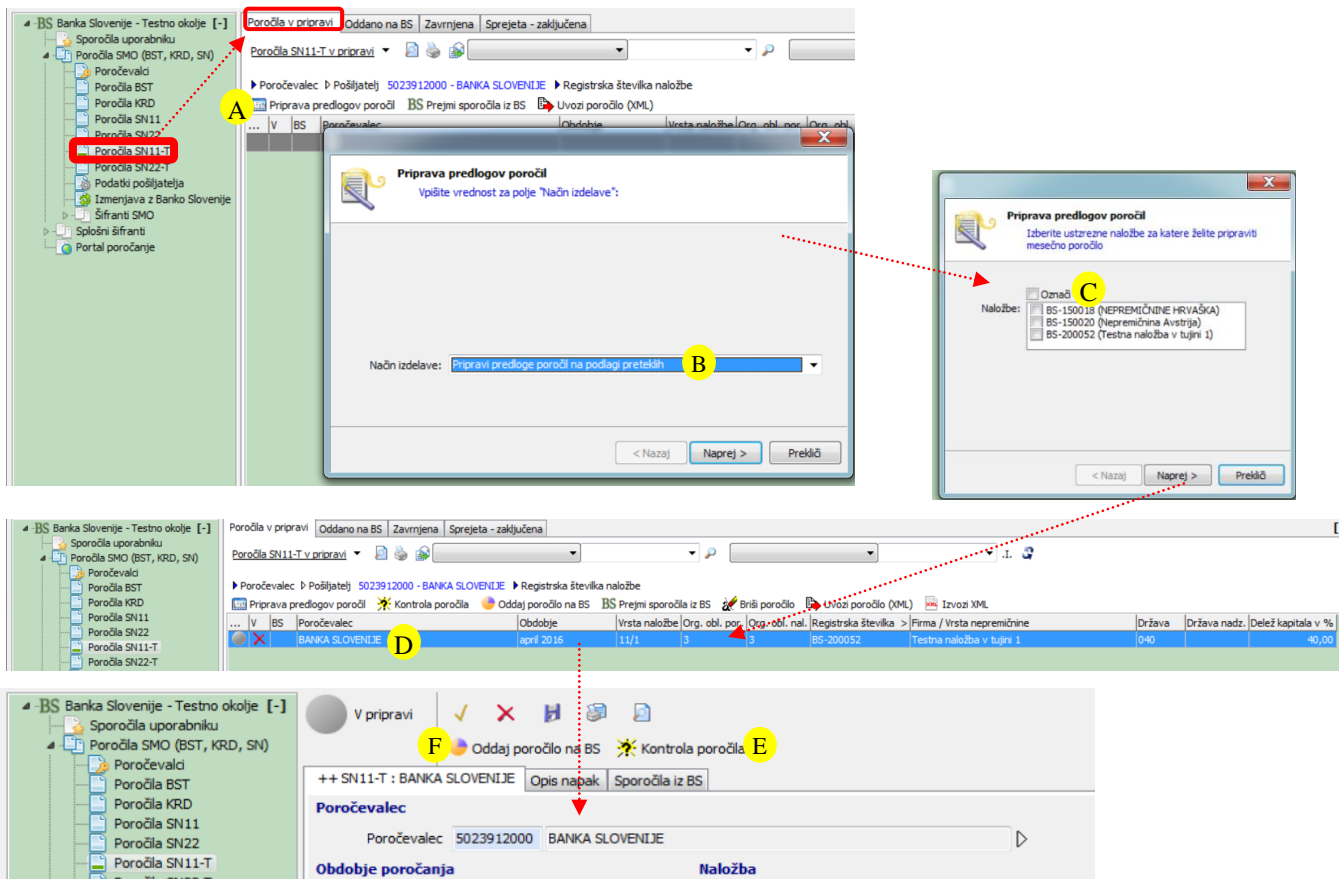 BS Banka Slovenije - Testno okolje [-]
Sporočila uporabniku
Poročila SMO (BST, KRD, SN)
Poročevalci
Poročila BST
Poročila KRD
Poročila SN11
Poročila SN22
Poročila SN11-T
Poročila SN22-T
Podatki pošiljatelja
Izmenjava z Banko Slovenije
Šifranti SMO
Splošni šifranti
Portal poročanje
Poročila v pripravi Oddano na BS Zavrnjena Sprejeta - zaključena
Poročila SN11-T v pripravi
Poročevalec Pošiljatelj 5023912000 - BANKA SLOVENIJE Registrska številka naložbe
A Priprava predlogov poročil BS Prejmi sporočila iz BS Uvozi poročilo (XML)
... V BS Poročevalec Obdobje Vrsta naložbe Org. obl. por. Org. obl.
Priprava predlogov poročil
Vpišite vrednost za polje "Način izdelave":
Način izdelave: Pripravi predloge poročil na podlagi preteklih B
< Nazaj Naprej > Prekliči
Priprava predlogov poročil
Izberite ustzrezne naložbe za katere želite pripraviti
mesečno poročilo
Označi C
Naložbe: BS-150018 (NEPREMIČNINE HRVAŠKA)
BS-150020 (Nepremičnina Avstrija)
BS-200052 (Testna naložba v tujini 1)
< Nazaj Naprej > Prekliči
BS Banka Slovenije - Testno okolje [-]
Sporočila uporabniku
Poročila SMO (BST, KRD, SN)
Poročevalci
Poročila BST
Poročila KRD
Poročila SN11
Poročila SN22
Poročila SN11-T
Poročila SN22-T
Poročila v pripravi Oddano na BS Zavrnjena Sprejeta - zaključena
Poročila SN11-T v pripravi .I.
Poročevalec Pošiljatelj 5023912000 - BANKA SLOVENIJE Registrska številka naložbe
Priprava predlogov poročil Kontrola poročila Oddaj poročilo na BS BS Prejmi sporočila iz BS Briši poročilo Uvozi poročilo (XML) Izvozi XML
... V BS Poročevalec Obdobje Vrsta naložbe Org. obl. por. Org. obl. nal. Registrska številka > Firma / Vrsta nepremičnine Država Država nadz. Delež kapitala v %
BANKA SLOVENIJE D april 2016 11/1 3 3 BS-200052 Testna naložba v tujini 1 040 40,00
BS Banka Slovenije - Testno okolje [-]
Sporočila uporabniku
Poročila SMO (BST, KRD, SN)
Poročevalci
Poročila BST
Poročila KRD
Poročila SN11
Poročila SN22
Poročila SN11-T
V pripravi
F Oddaj poročilo na BS Kontrola poročila E
++ SN11-T : BANKA SLOVENIJE Opis napak Sporočila iz BS
Poročevalec
Poročevalec 5023912000 BANKA SLOVENIJE
Obdobje poročanja Naložba